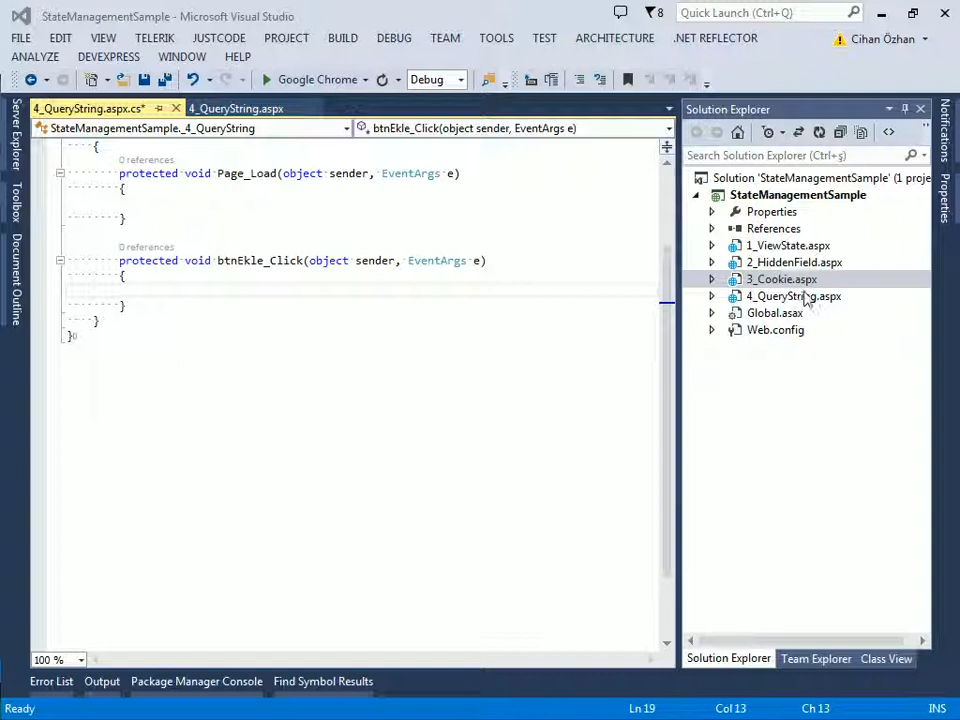 StateManagementSample - Microsoft Visual Studio
8
Quick Launch (Ctrl+Q)
FILE EDIT VIEW TELERIK JUSTCODE PROJECT BUILD DEBUG TEAM TOOLS TEST ARCHITECTURE .NET REFLECTOR
Cihan Özhan
ANALYZE DEVEXPRESS WINDOW HELP
Google Chrome
Debug
Server Explorer
Toolbox
Document Outline
4_QueryString.aspx.cs*
4_QueryString.aspx
StateManagementSample._4_QueryString
btnEkle_Click(object sender, EventArgs e)
{
0 references
protected void Page_Load(object sender, EventArgs e)
{
}
0 references
protected void btnEkle_Click(object sender, EventArgs e)
{
}
}
}
100 %
Solution Explorer
Search Solution Explorer (Ctrl+ş)
Solution 'StateManagementSample' (1 proje
StateManagementSample
Properties
References
1_ViewState.aspx
2_HiddenField.aspx
3_Cookie.aspx
4_QueryString.aspx
Global.asax
Web.config
Solution Explorer Team Explorer Class View
Notifications
Properties
Error List Output Package Manager Console Find Symbol Results
Ready
Ln 19
Col 13
Ch 13
INS